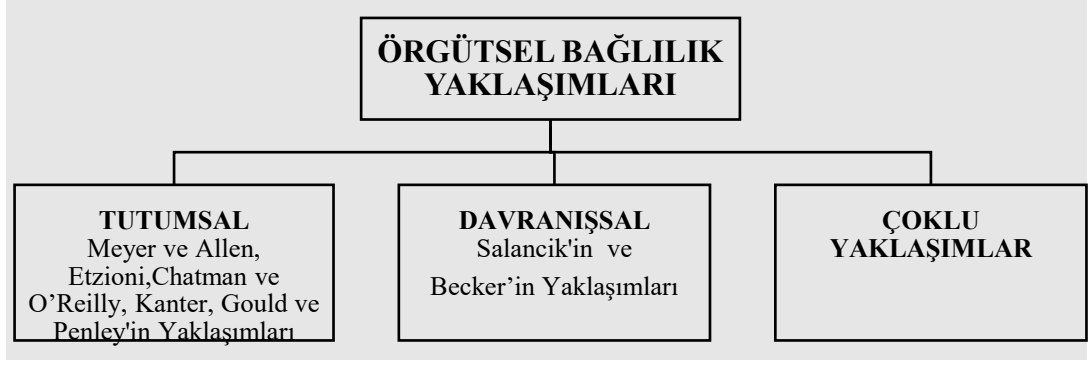 ÖRGÜTSEL BAĞLILIK
YAKLAŞIMLARI
TUTUMSAL
Meyer ve Allen,
Etzioni,Chatman ve
O’Reilly, Kanter, Gould ve
Penley'in Yaklaşımları
DAVRANIŞSAL
Salancik'in ve
Becker’in Yaklaşımları
ÇOKLU
YAKLAŞIMLAR